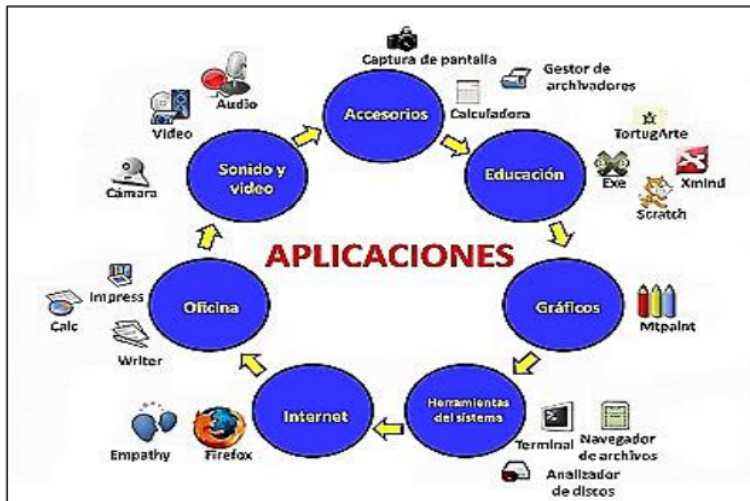 Captura de pantalla
Gestor de
archivadores
Audio
Accesorios
Calculadora
Video
TortugArte
Sonido y
video
Educación
Exe
Xmind
Cámara
Scratch
APLICACIONES
Impress
Oficina
Gráficos
Calc
Mtpaint
Writer
Herramientas
del sistema
Internet
Terminal
Navegador
de archivos
Empathy
Firefox
Analizador
de discos